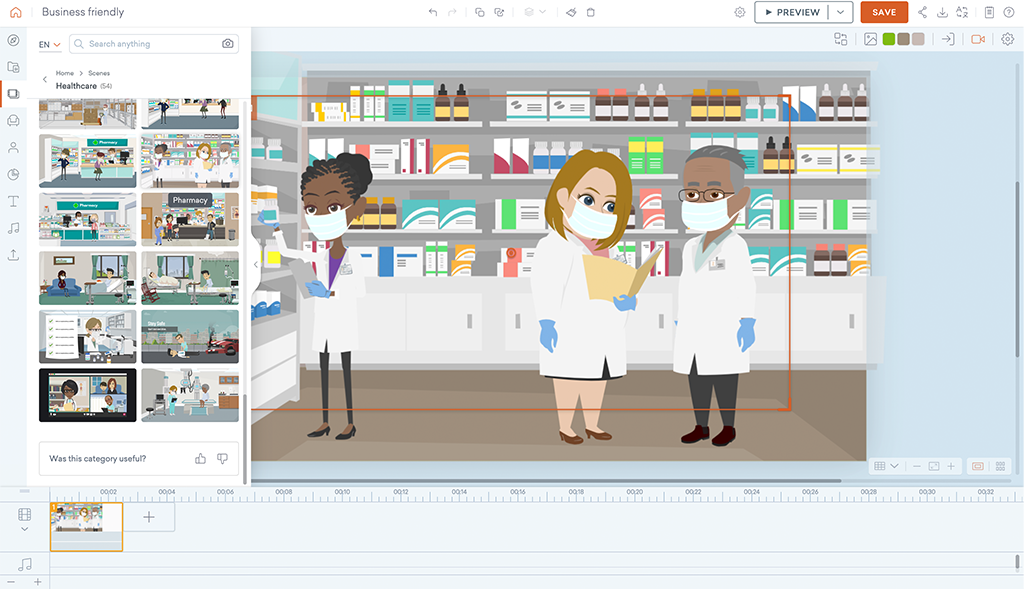 Business friendly
PREVIEW
SAVE
EN
Search anything
Home > Scenes
Healthcare (54)
Pharmacy
Pharmacy
Pharmacy
Stay Safe
Was this category useful?
00:02 00:04 00:06 00:08 00:10 00:12 00:14 00:16 00:18 00:20 00:22 00:24 00:26 00:28 00:30 00:32
1